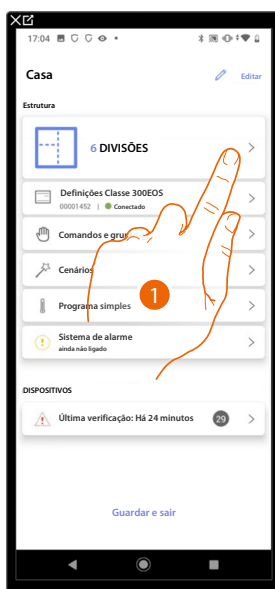 17:04
Casa
Editar
Estrutura
6 DIVISÕES
Definições Classe 300EOS
00001452 | Conectado
Comandos e gru
Cenários
Programa simples
1
Sistema de alarme
ainda não ligado
DISPOSITIVOS
Última verificação: Há 24 minutos
29
Guardar e sair